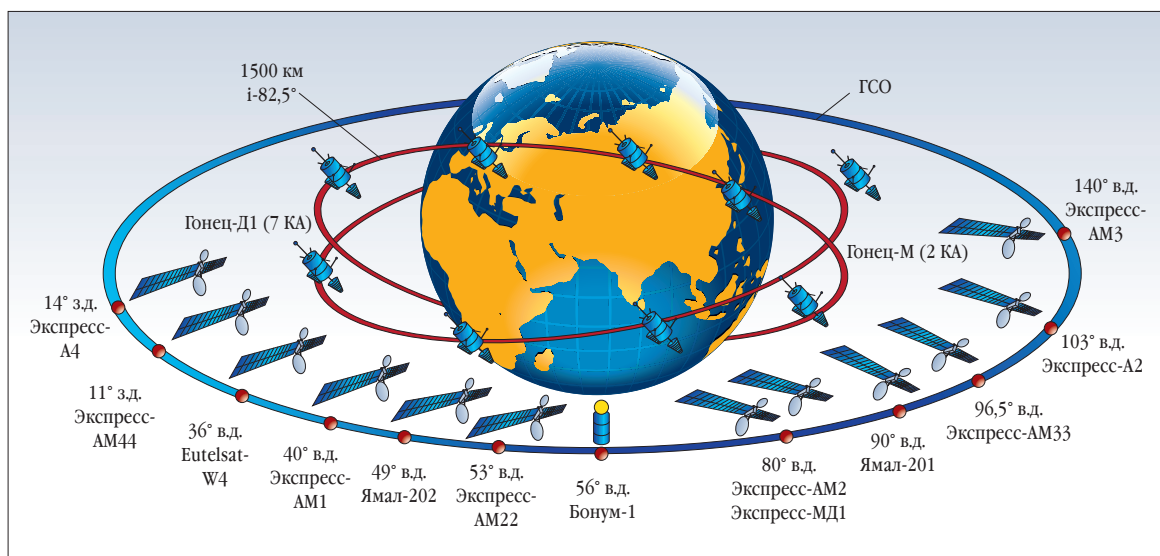 1500 км
i-82,5°
ГСО
140° в.д.
Экспресс-
АМ3
Гонец-Д1 (7 КА)
Гонец-М (2 КА)
14° з.д.
Экспресс-
А4
103° в.д.
Экспресс-А2
11° з.д.
Экспресс-
АМ44
96,5° в.д.
Экспресс-АМ33
36° в.д.
Eutelsat-
W4
90° в.д.
Ямал-201
40° в.д.
Экспресс-
АМ1
49° в.д.
Ямал-202
53° в.д.
Экспресс-
АМ22
56° в.д.
Бонум-1
80° в.д.
Экспресс-АМ2
Экспресс-МД1